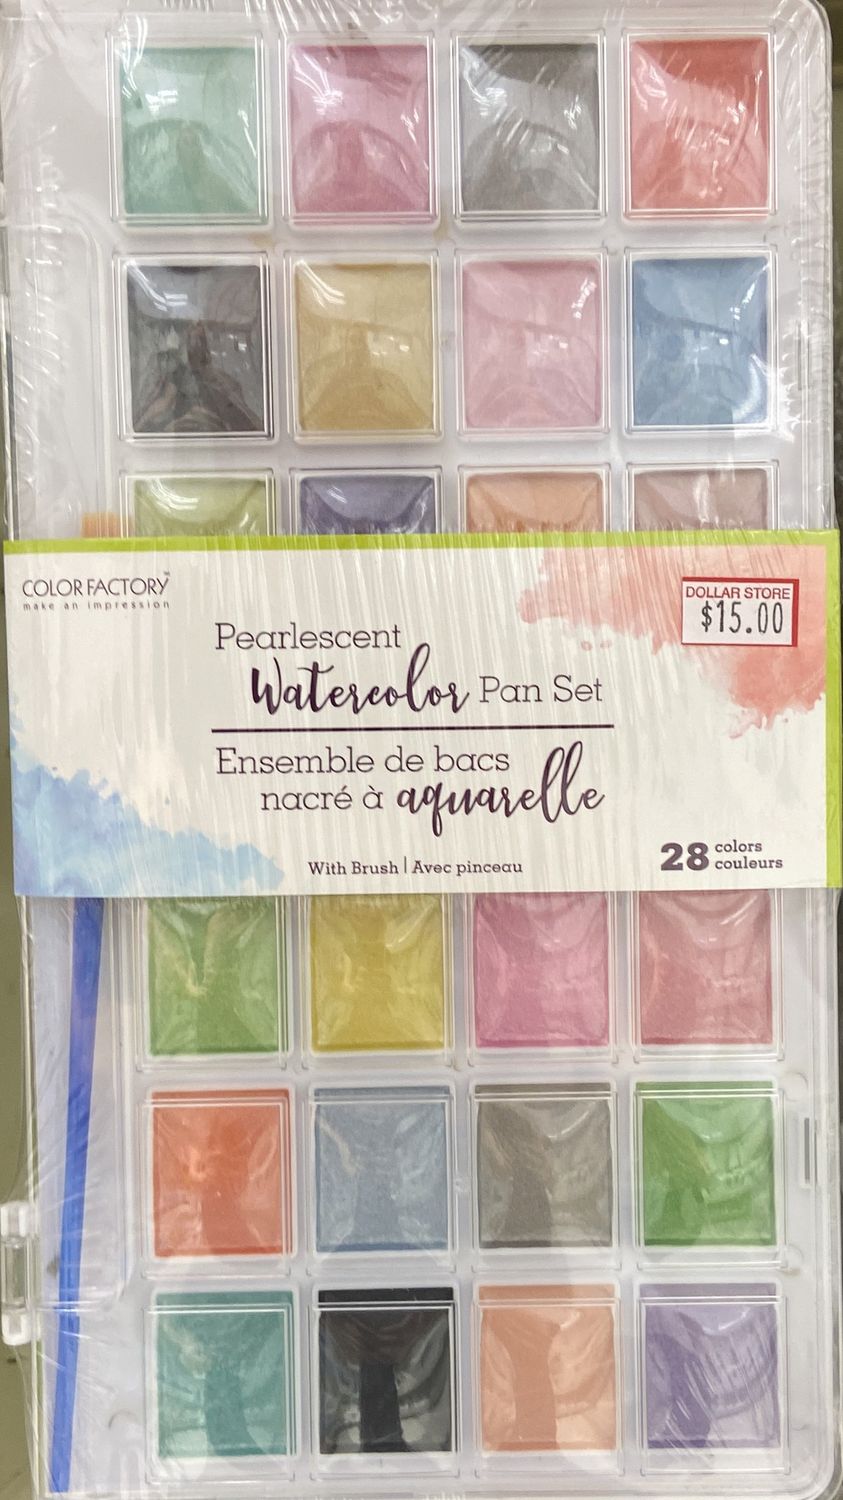 COLOR FACTORY™
make an impression
DOLLAR STORE
$15.00
Pearlescent
Watercolor Pan Set
Ensemble de bacs
nacré à aquarelle
With Brush | Avec pinceau
28 colors
couleurs